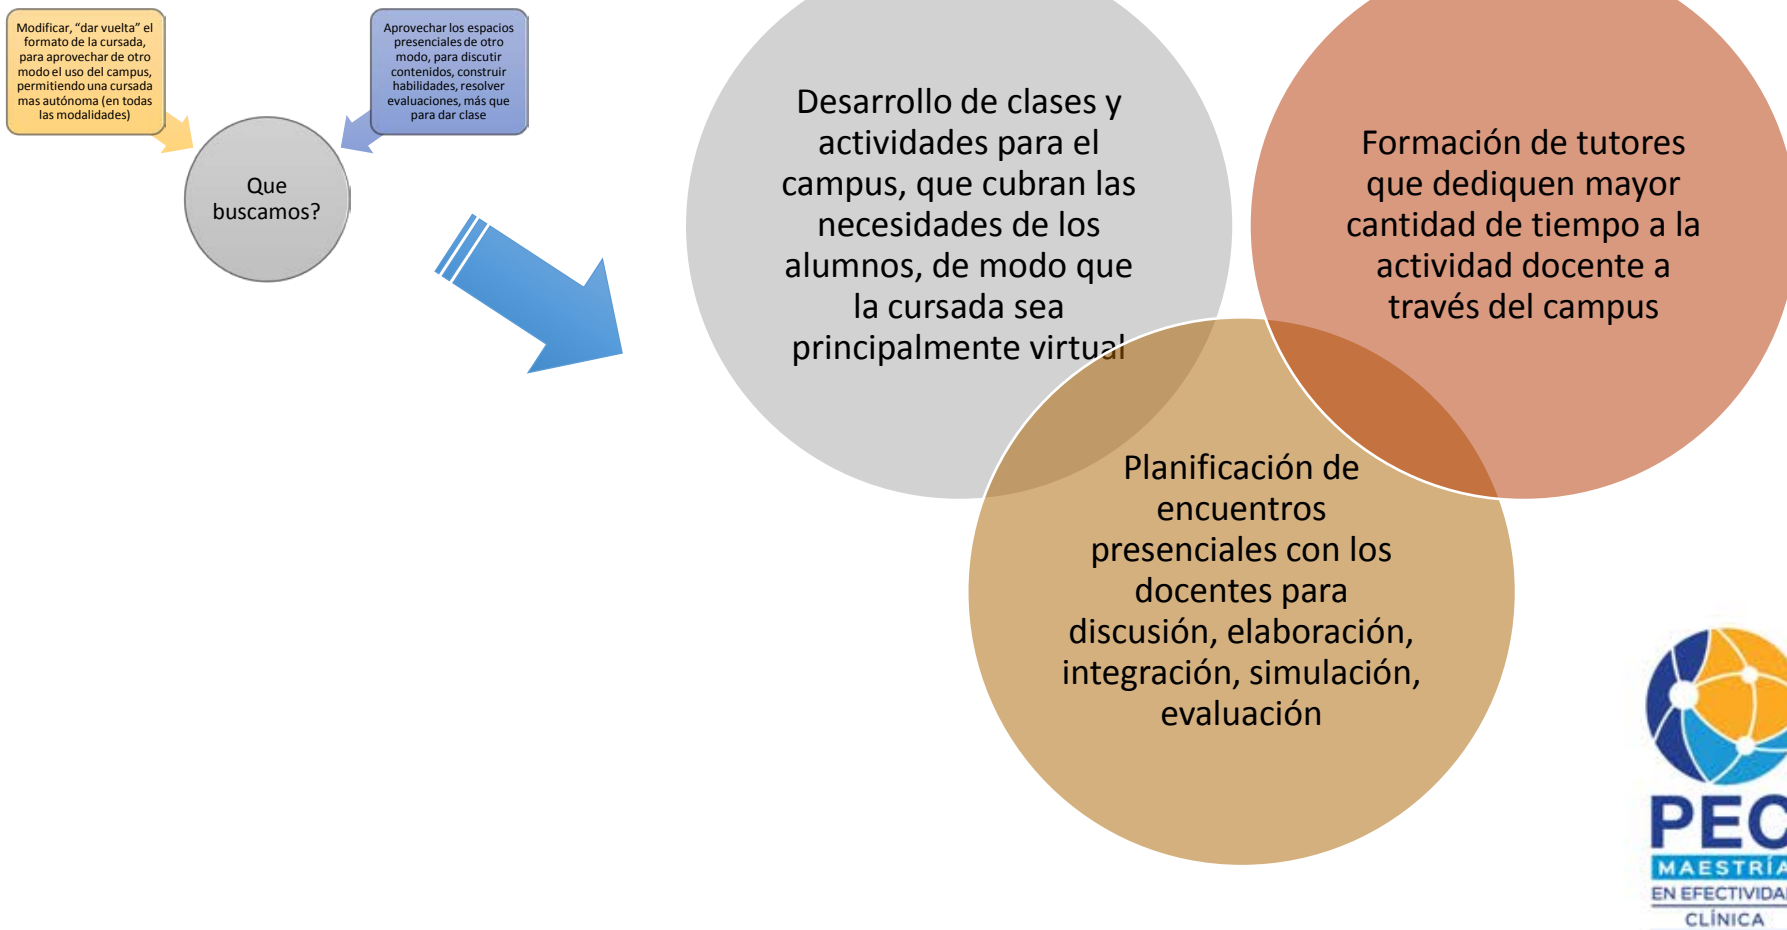 Modificar, “dar vuelta” el
formato de la cursada,
para aprovechar de otro
modo el uso del campus,
permitiendo una cursada
mas autónoma (en todas
las modalidades)
Aprovechar los espacios
presenciales de otro
modo, para discutir
contenidos, construir
habilidades, resolver
evaluaciones, más que
para dar clase
Que
buscamos?
Desarrollo de clases y
actividades para el
campus, que cubran las
necesidades de los
alumnos, de modo que
la cursada sea
principalmente virtual
Formación de tutores
que dediquen mayor
cantidad de tiempo a la
actividad docente a
través del campus
Planificación de
encuentros
presenciales con los
docentes para
discusión, elaboración,
integración, simulación,
evaluación
PEC
MAESTRÍA
EN EFECTIVIDAD
CLÍNICA